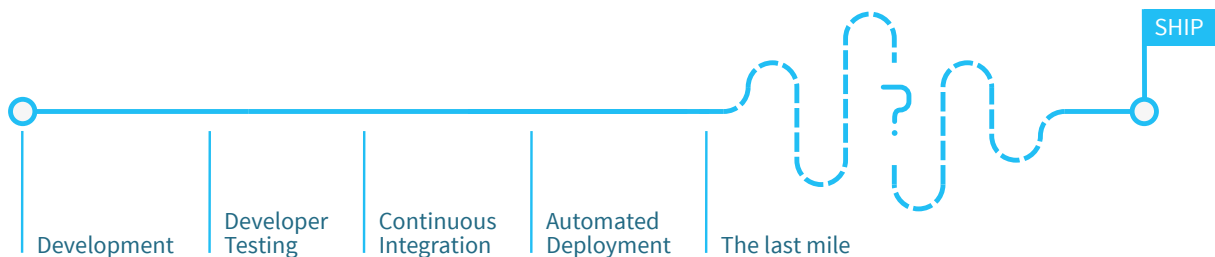 SHIP
?
Development
Developer
Testing
Continuous
Integration
Automated
Deployment
The last mile